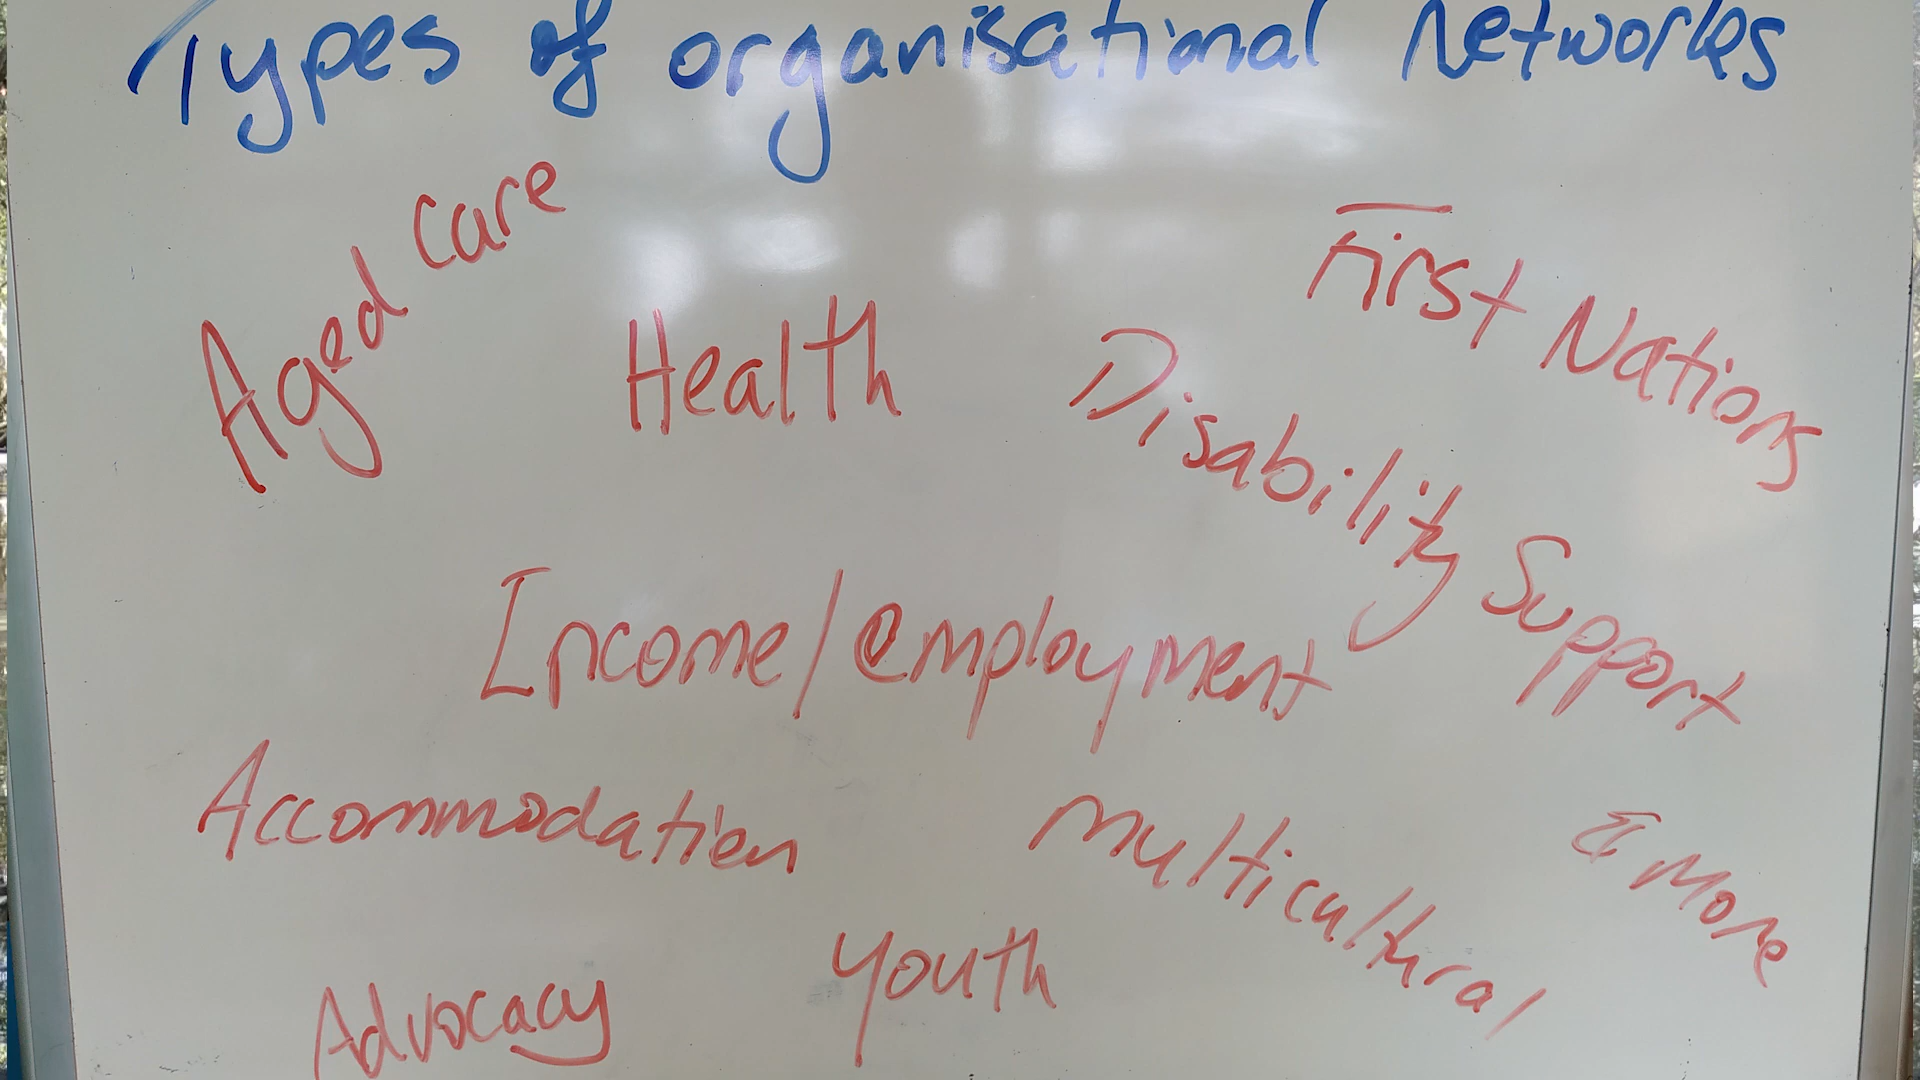 Types of organisational networks
Aged care
First Nations
Health
Disability Support
Income/employment
Accommodation
Multicultural
& More
Youth
Advocacy